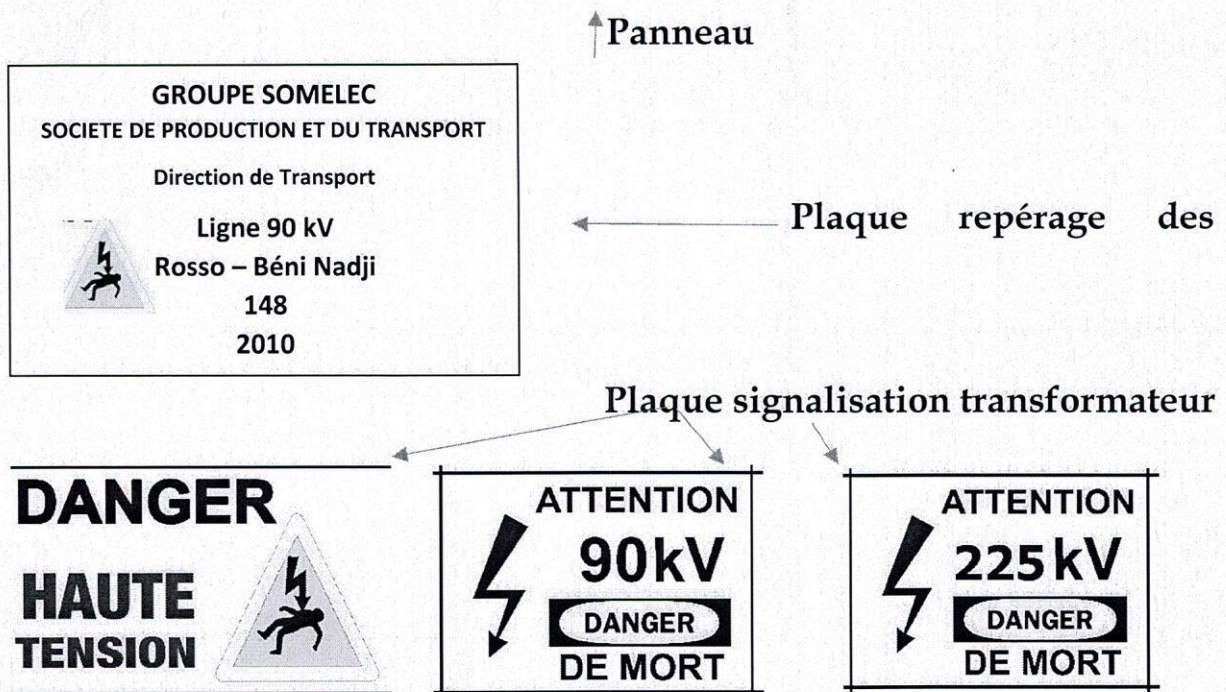 Panneau
GROUPE SOMELEC
SOCIETE DE PRODUCTION ET DU TRANSPORT
Direction de Transport
Ligne 90 kV
Rosso – Béni Nadji
148
2010
Plaque repérage des
Plaque signalisation transformateur
DANGER
HAUTE
TENSION
ATTENTION
90kV
DANGER
DE MORT
ATTENTION
225 kV
DANGER
DE MORT